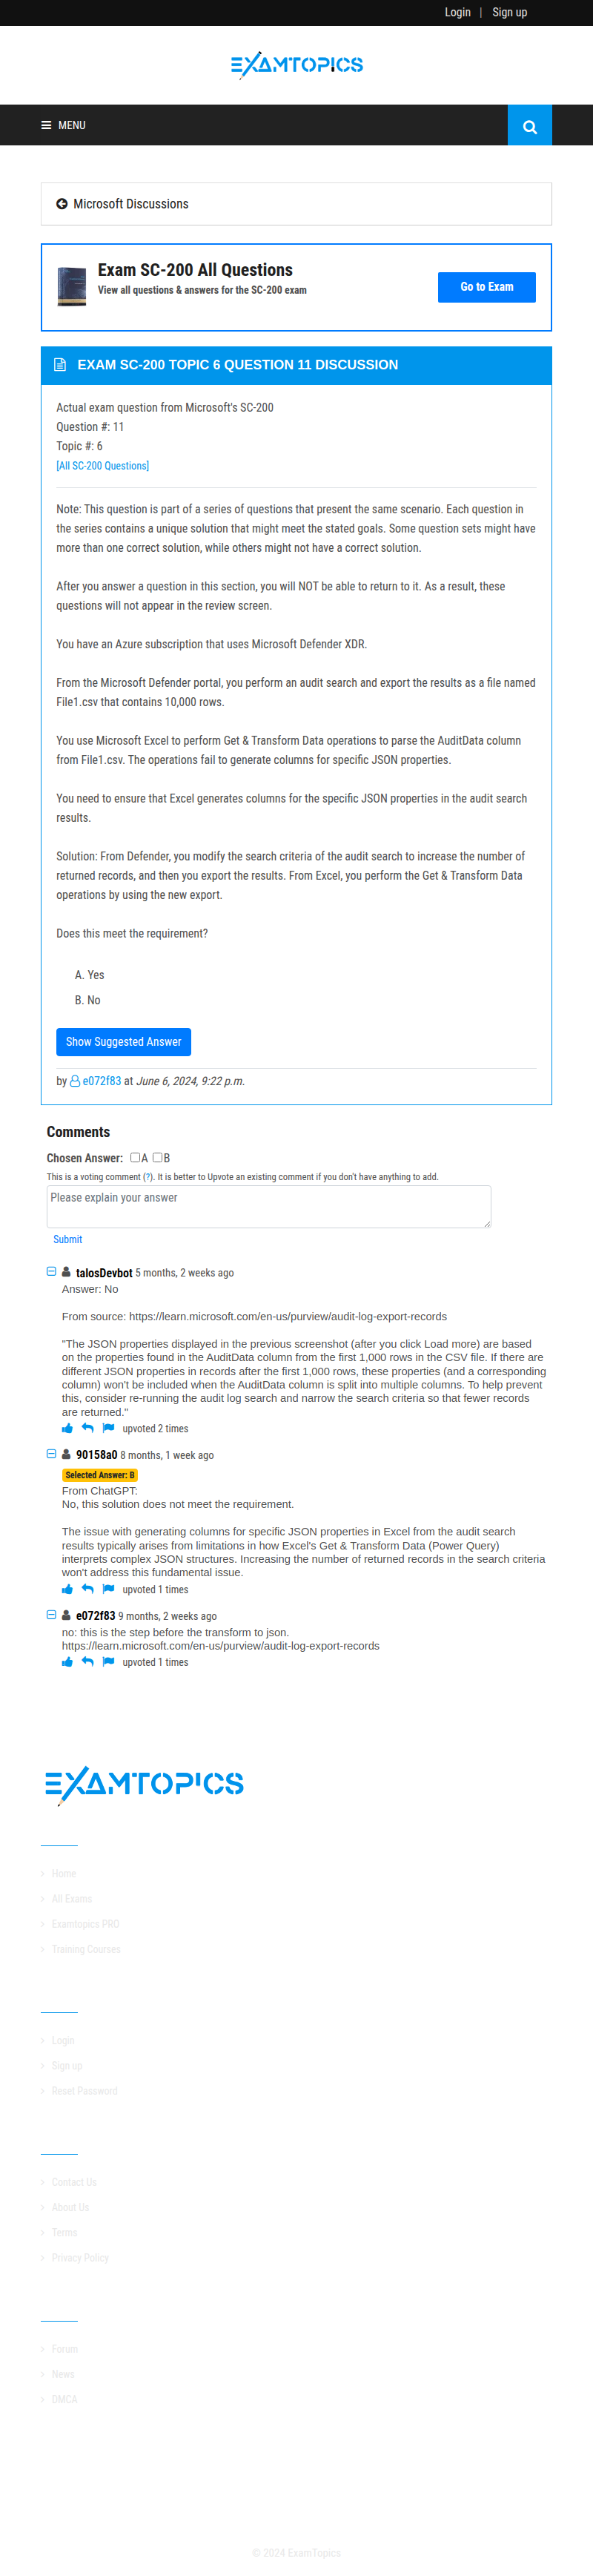 Login | Sign up
EXAMTOPICS
MENU
Microsoft Discussions
Exam SC-200 All Questions
View all questions & answers for the SC-200 exam
Go to Exam
EXAM SC-200 TOPIC 6 QUESTION 11 DISCUSSION
Actual exam question from Microsoft's SC-200
Question #: 11
Topic #: 6
[All SC-200 Questions]
Note: This question is part of a series of questions that present the same scenario. Each question in
the series contains a unique solution that might meet the stated goals. Some question sets might have
more than one correct solution, while others might not have a correct solution.
After you answer a question in this section, you will NOT be able to return to it. As a result, these
questions will not appear in the review screen.
You have an Azure subscription that uses Microsoft Defender XDR.
From the Microsoft Defender portal, you perform an audit search and export the results as a file named
File1.csv that contains 10,000 rows.
You use Microsoft Excel to perform Get & Transform Data operations to parse the AuditData column
from File1.csv. The operations fail to generate columns for specific JSON properties.
You need to ensure that Excel generates columns for the specific JSON properties in the audit search
results.
Solution: From Defender, you modify the search criteria of the audit search to increase the number of
returned records, and then you export the results. From Excel, you perform the Get & Transform Data
operations by using the new export.
Does this meet the requirement?
A. Yes
B. No
Show Suggested Answer
by e072f83 at June 6, 2024, 9:22 p.m.
Comments
Chosen Answer: A B
This is a voting comment (?). It is better to Upvote an existing comment if you don't have anything to add.
Please explain your answer
Submit
talosDevbot 5 months, 2 weeks ago
Answer: No
From source: https://learn.microsoft.com/en-us/purview/audit-log-export-records
"The JSON properties displayed in the previous screenshot (after you click Load more) are based
on the properties found in the AuditData column from the first 1,000 rows in the CSV file. If there are
different JSON properties in records after the first 1,000 rows, these properties (and a corresponding
column) won't be included when the AuditData column is split into multiple columns. To help prevent
this, consider re-running the audit log search and narrow the search criteria so that fewer records
are returned."
upvoted 2 times
90158a0 8 months, 1 week ago
Selected Answer: B
From ChatGPT:
No, this solution does not meet the requirement.
The issue with generating columns for specific JSON properties in Excel from the audit search
results typically arises from limitations in how Excel's Get & Transform Data (Power Query)
interprets complex JSON structures. Increasing the number of returned records in the search criteria
won't address this fundamental issue.
upvoted 1 times
e072f83 9 months, 2 weeks ago
no: this is the step before the transform to json.
https://learn.microsoft.com/en-us/purview/audit-log-export-records
upvoted 1 times
EXAMTOPICS
Home
All Exams
Examtopics PRO
Training Courses
Login
Sign up
Reset Password
Contact Us
About Us
Terms
Privacy Policy
Forum
News
DMCA
© 2024 ExamTopics